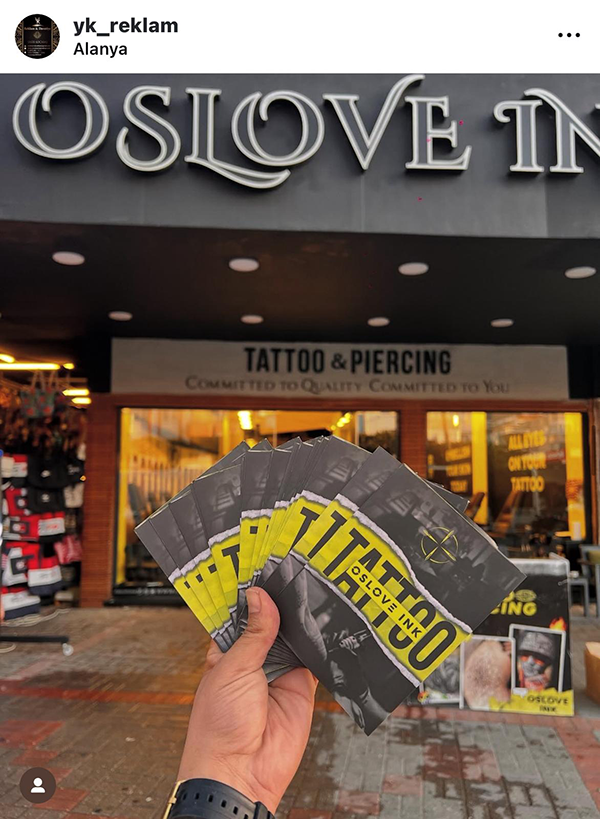 yk_reklam
Alanya
OSLOVE IN
TATTOO & PIERCING
COMMITTED TO QUALITY COMMITTED TO YOU
ALL EYES
ON YOUR
TATTOO
TATTOO
OSLOVE INK
OSLOVE
INK